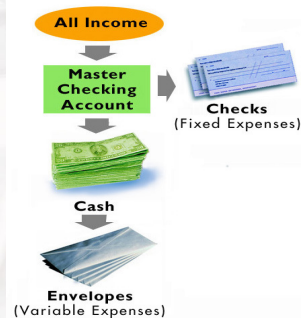 All Income
Master
Checking
Account
Checks
(Fixed Expenses)
Cash
Envelopes
(Variable Expenses)